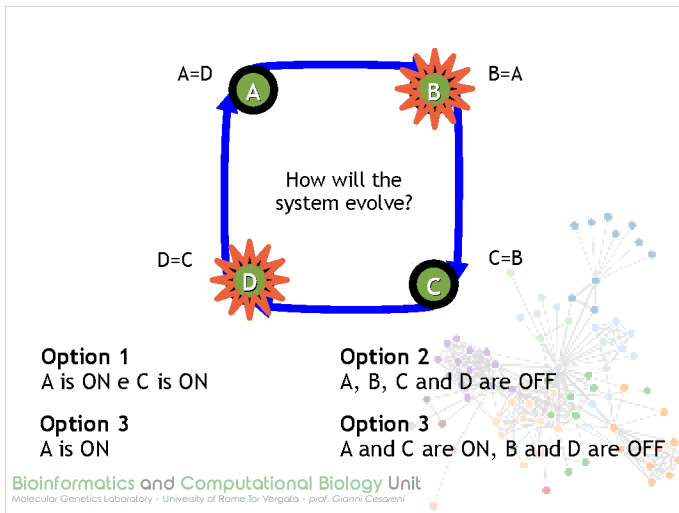 A=D
A
B
B=A
How will the
system evolve?
D=C
D
C
C=B
Option 1
A is ON e C is ON
Option 2
A, B, C and D are OFF
Option 3
A is ON
Option 3
A and C are ON, B and D are OFF
Bioinformatics and Computational Biology Unit
Molecular Genetics Laboratory - University of Rome Tor Vergata - prof. Gianni Cesareni